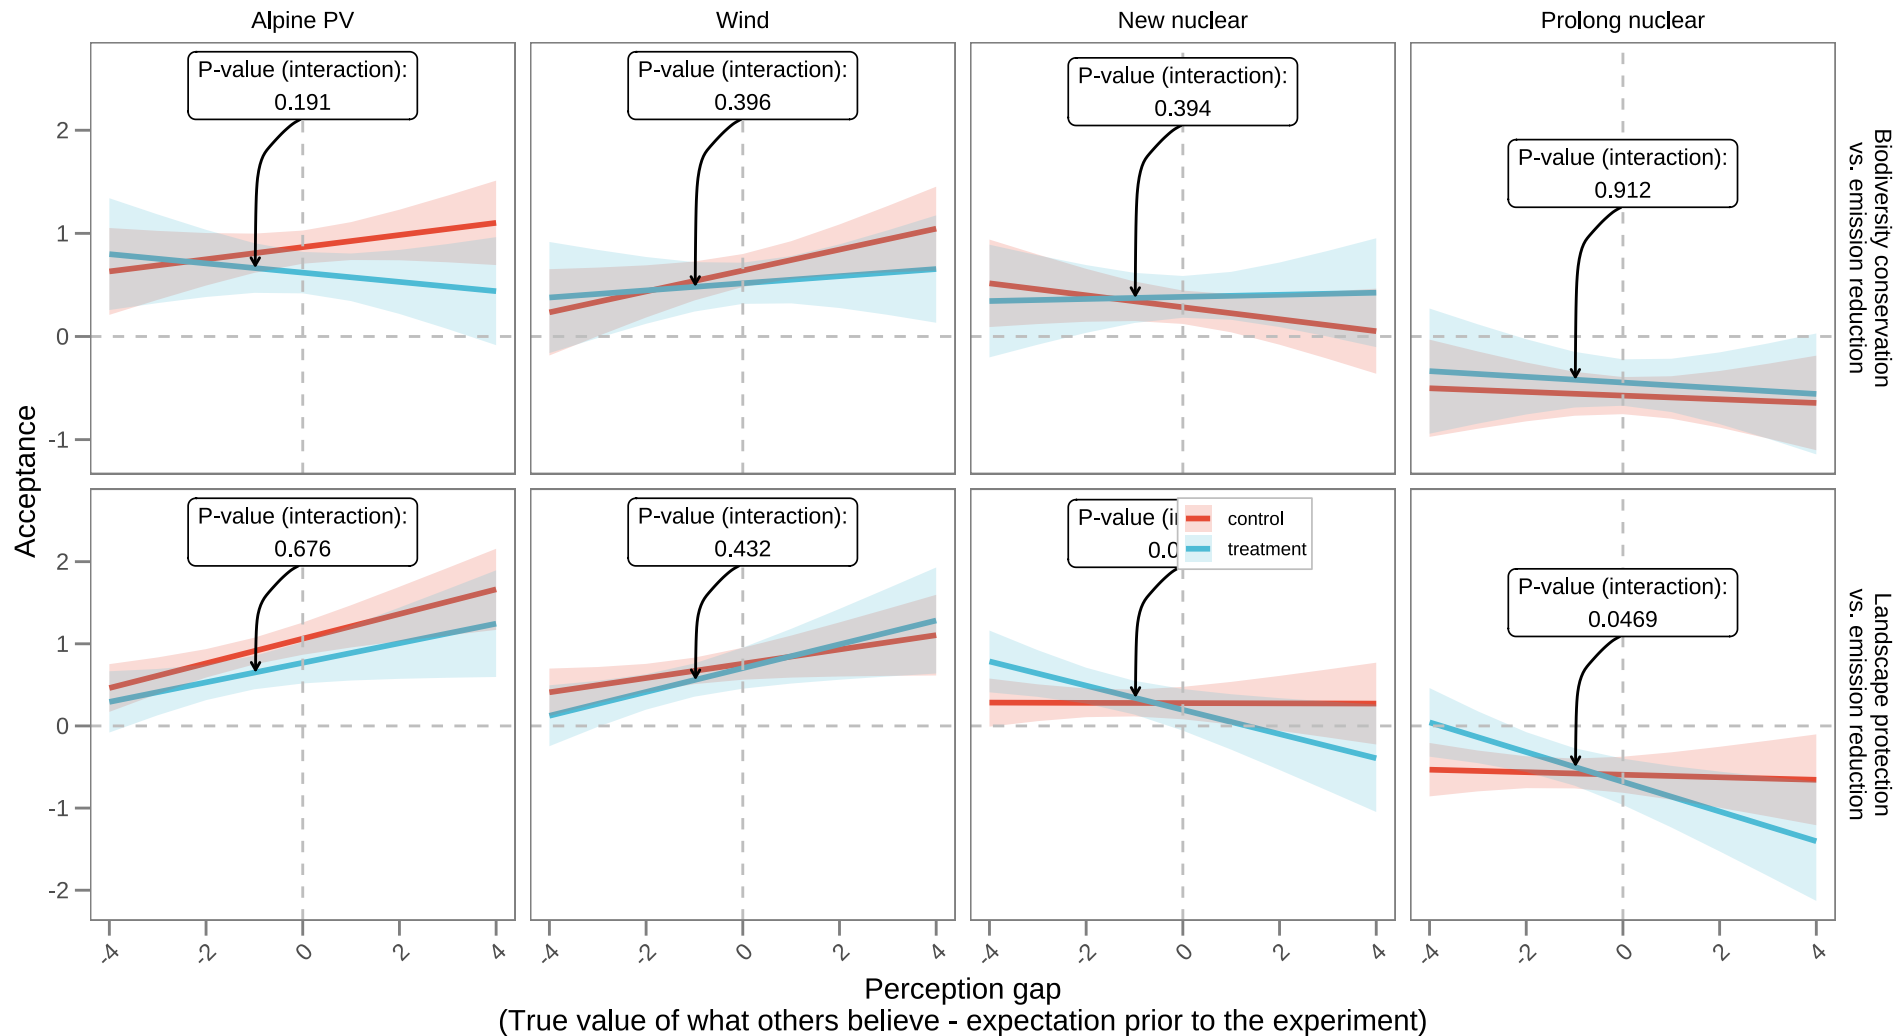 Alpine PV
Wind
New nuclear
Prolong nuclear
P-value (interaction):
0.191
P-value (interaction):
0.396
P-value (interaction):
0.394
P-value (interaction):
0.912
2
1
0
-1
Biodiversity conservation
vs. emission reduction
Acceptance
P-value (interaction):
0.676
P-value (interaction):
0.432
P-value
control
treatment
P-value (interaction):
0.0469
2
1
0
-1
-2
Landscape protection
vs. emission reduction
-4
-2
0
2
4
-4
-2
0
2
4
-4
-2
0
2
4
-4
-2
0
2
4
Perception gap
(True value of what others believe - expectation prior to the experiment)